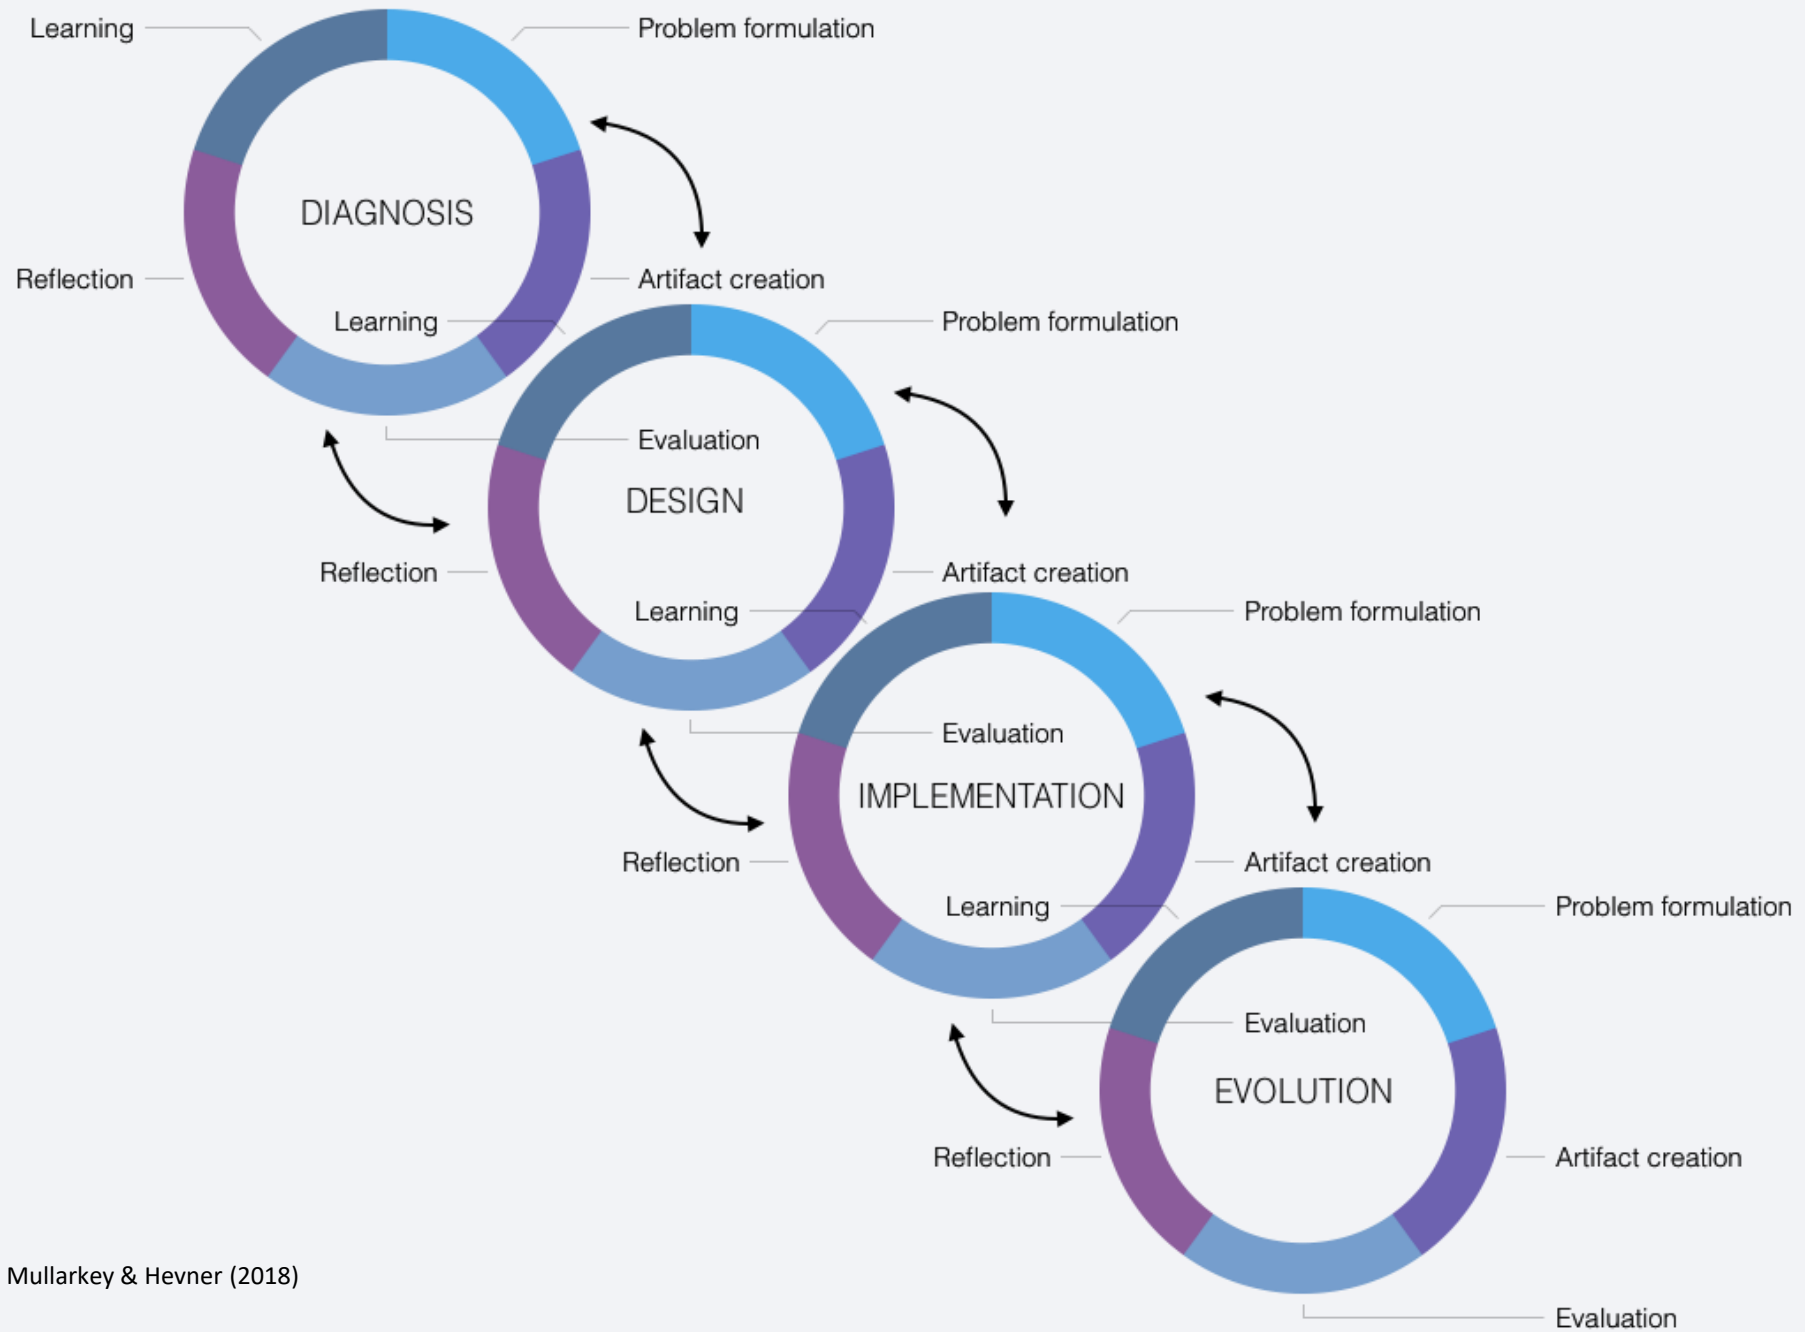 Learning
Problem formulation
DIAGNOSIS
Reflection
Artifact creation
Learning
Problem formulation
Evaluation
DESIGN
Reflection
Artifact creation
Learning
Problem formulation
Evaluation
IMPLEMENTATION
Reflection
Artifact creation
Learning
Problem formulation
Evaluation
EVOLUTION
Reflection
Artifact creation
Mullarkey & Hevner (2018)
Evaluation